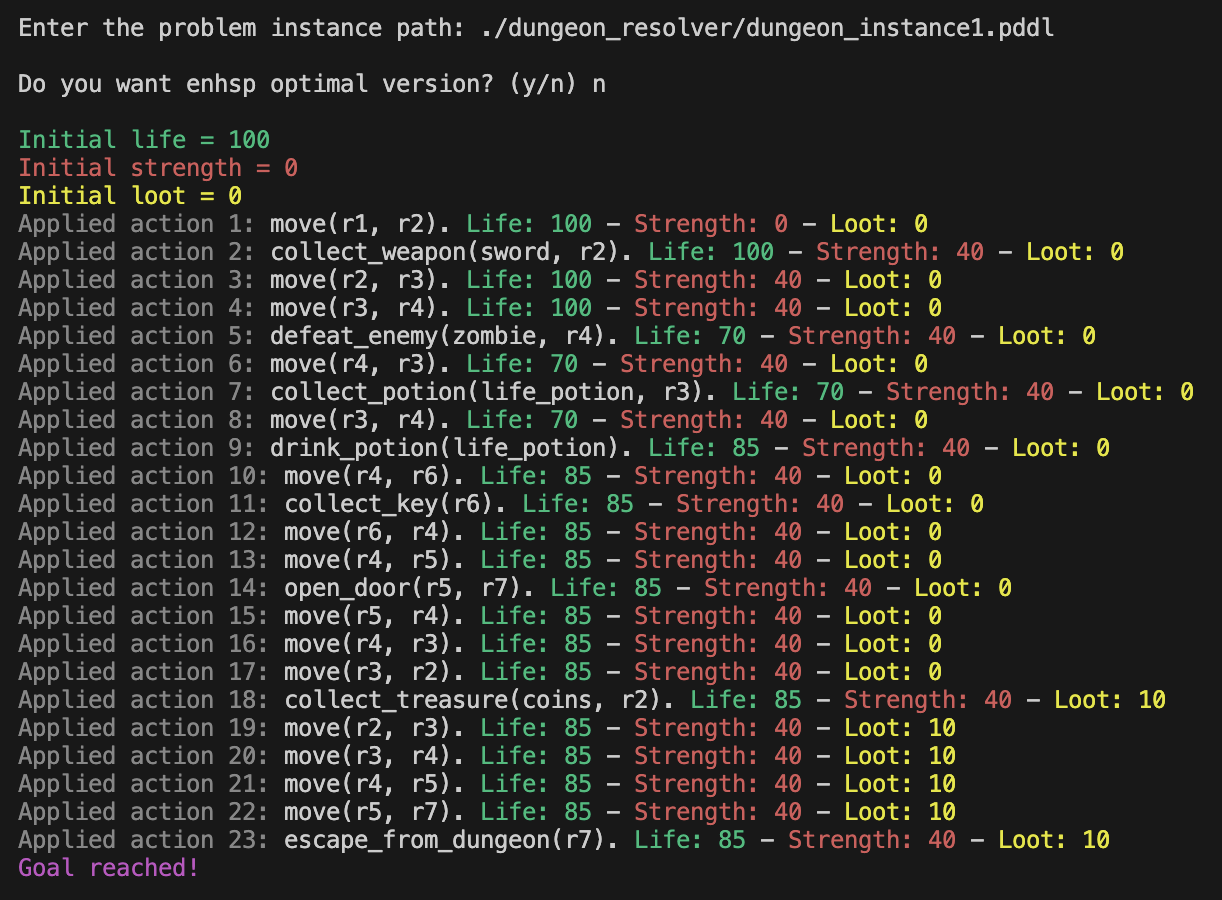 Enter the problem instance path: ./dungeon_resolver/dungeon_instance1.pddl
Do you want enhsp optimal version? (y/n) n
Initial life = 100
Initial strength = 0
Initial loot = 0
Applied action 1: move(r1, r2). Life: 100 – Strength: 0 – Loot: 0
Applied action 2: collect_weapon(sword, r2). Life: 100 – Strength: 40 – Loot: 0
Applied action 3: move(r2, r3). Life: 100 – Strength: 40 – Loot: 0
Applied action 4: move(r3, r4). Life: 100 – Strength: 40 – Loot: 0
Applied action 5: defeat_enemy(zombie, r4). Life: 70 – Strength: 40 – Loot: 0
Applied action 6: move(r4, r3). Life: 70 – Strength: 40 – Loot: 0
Applied action 7: collect_potion(life_potion, r3). Life: 70 – Strength: 40 – Loot: 0
Applied action 8: move(r3, r4). Life: 70 – Strength: 40 – Loot: 0
Applied action 9: drink_potion(life_potion). Life: 85 – Strength: 40 – Loot: 0
Applied action 10: move(r4, r6). Life: 85 – Strength: 40 – Loot: 0
Applied action 11: collect_key(r6). Life: 85 – Strength: 40 – Loot: 0
Applied action 12: move(r6, r4). Life: 85 – Strength: 40 – Loot: 0
Applied action 13: move(r4, r5). Life: 85 – Strength: 40 – Loot: 0
Applied action 14: open_door(r5, r7). Life: 85 – Strength: 40 – Loot: 0
Applied action 15: move(r5, r4). Life: 85 – Strength: 40 – Loot: 0
Applied action 16: move(r4, r3). Life: 85 – Strength: 40 – Loot: 0
Applied action 17: move(r3, r2). Life: 85 – Strength: 40 – Loot: 0
Applied action 18: collect_treasure(coins, r2). Life: 85 – Strength: 40 – Loot: 10
Applied action 19: move(r2, r3). Life: 85 – Strength: 40 – Loot: 10
Applied action 20: move(r3, r4). Life: 85 – Strength: 40 – Loot: 10
Applied action 21: move(r4, r5). Life: 85 – Strength: 40 – Loot: 10
Applied action 22: move(r5, r7). Life: 85 – Strength: 40 – Loot: 10
Applied action 23: escape_from_dungeon(r7). Life: 85 – Strength: 40 – Loot: 10
Goal reached!